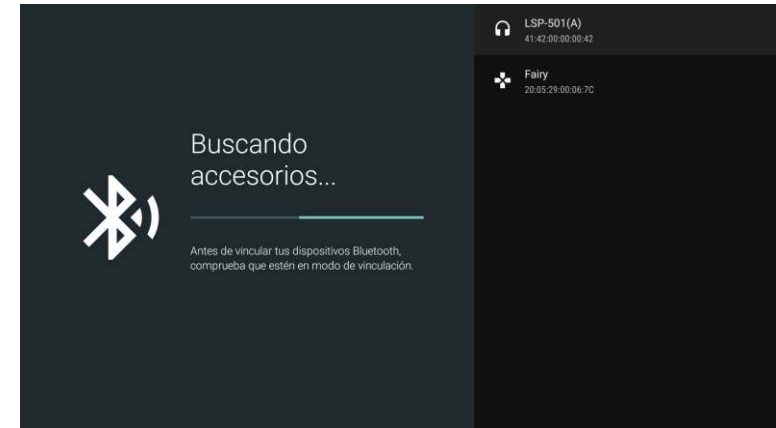 Buscando
accesorios...
Antes de vincular tus dispositivos Bluetooth,
comprueba que estén en modo de vinculación.
LSP-501(A)
41:42:00:00:00:42
Fairy
20:05:29:00:06:7C